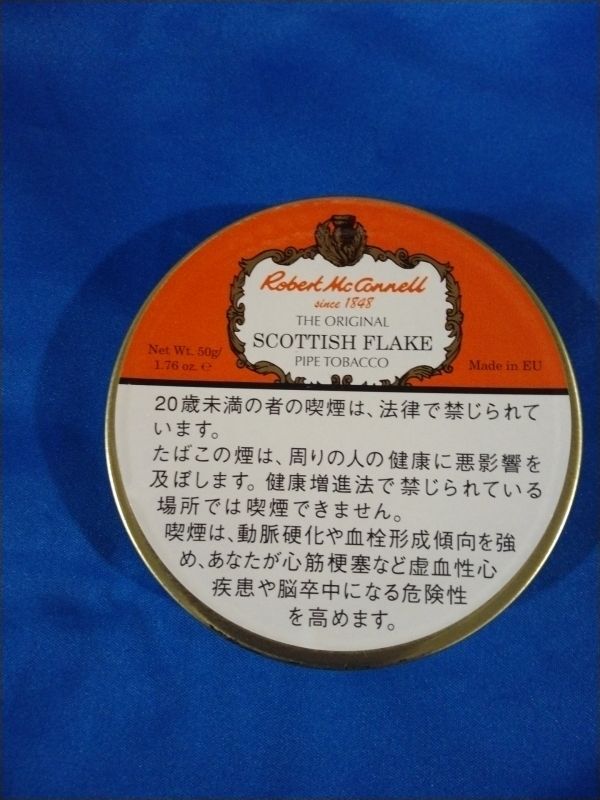 Robert McConnell
since 1848
THE ORIGINAL
SCOTTISH FLAKE
PIPE TOBACCO
Net Wt. 50g/
1.76 oz. ℮
Made in EU
20歳未満の者の喫煙は、法律で禁じられて
います。
たばこの煙は、周りの人の健康に悪影響を
及ぼします。健康増進法で禁じられている
場所では喫煙できません。
喫煙は、動脈硬化や血栓形成傾向を強
め、あなたが心筋梗塞など虚血性心
疾患や脳卒中になる危険性
を高めます。